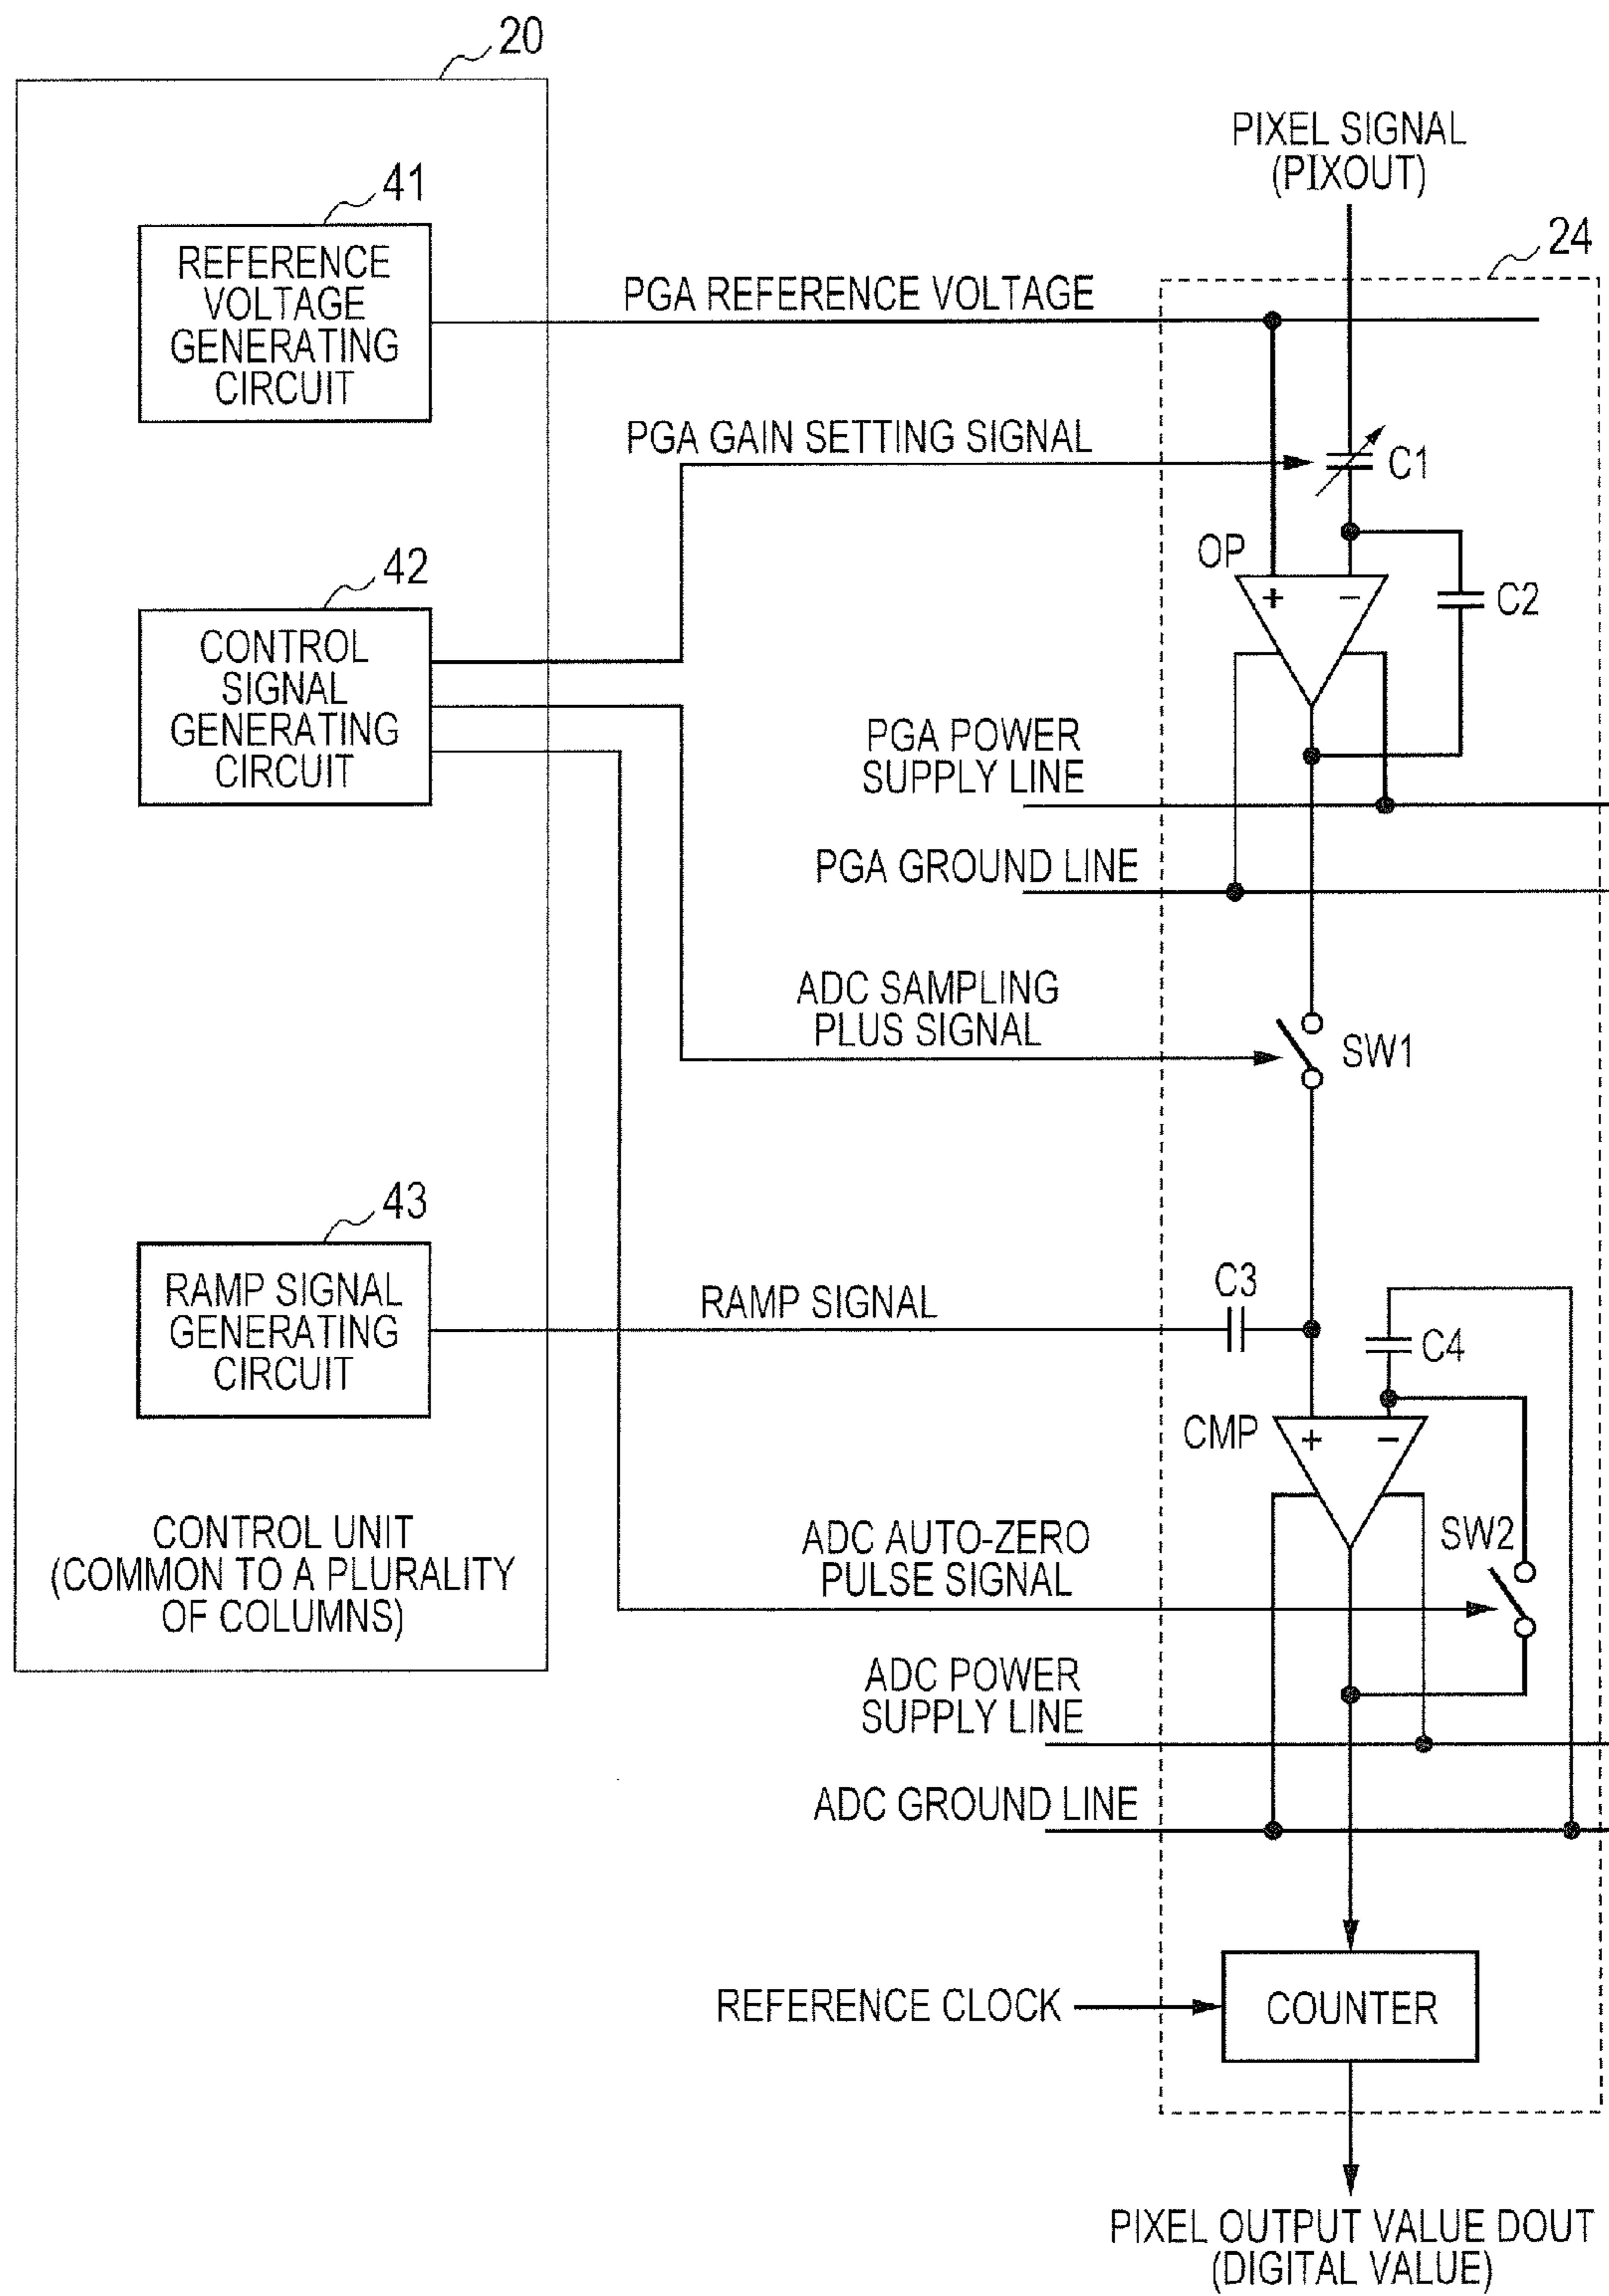 20
PIXEL SIGNAL
(PIXOUT)
41
24
REFERENCE
VOLTAGE
GENERATING
CIRCUIT
PGA REFERENCE VOLTAGE
PGA GAIN SETTING SIGNAL
C1
42
OP
+
−
C2
CONTROL
SIGNAL
GENERATING
CIRCUIT
PGA POWER
SUPPLY LINE
PGA GROUND LINE
ADC SAMPLING
PLUS SIGNAL
SW1
43
RAMP SIGNAL
GENERATING
CIRCUIT
RAMP SIGNAL
C3
C4
CMP
+
−
CONTROL UNIT
(COMMON TO A PLURALITY
OF COLUMNS)
ADC AUTO-ZERO
PULSE SIGNAL
SW2
ADC POWER
SUPPLY LINE
ADC GROUND LINE
REFERENCE CLOCK
COUNTER
PIXEL OUTPUT VALUE DOUT
(DIGITAL VALUE)